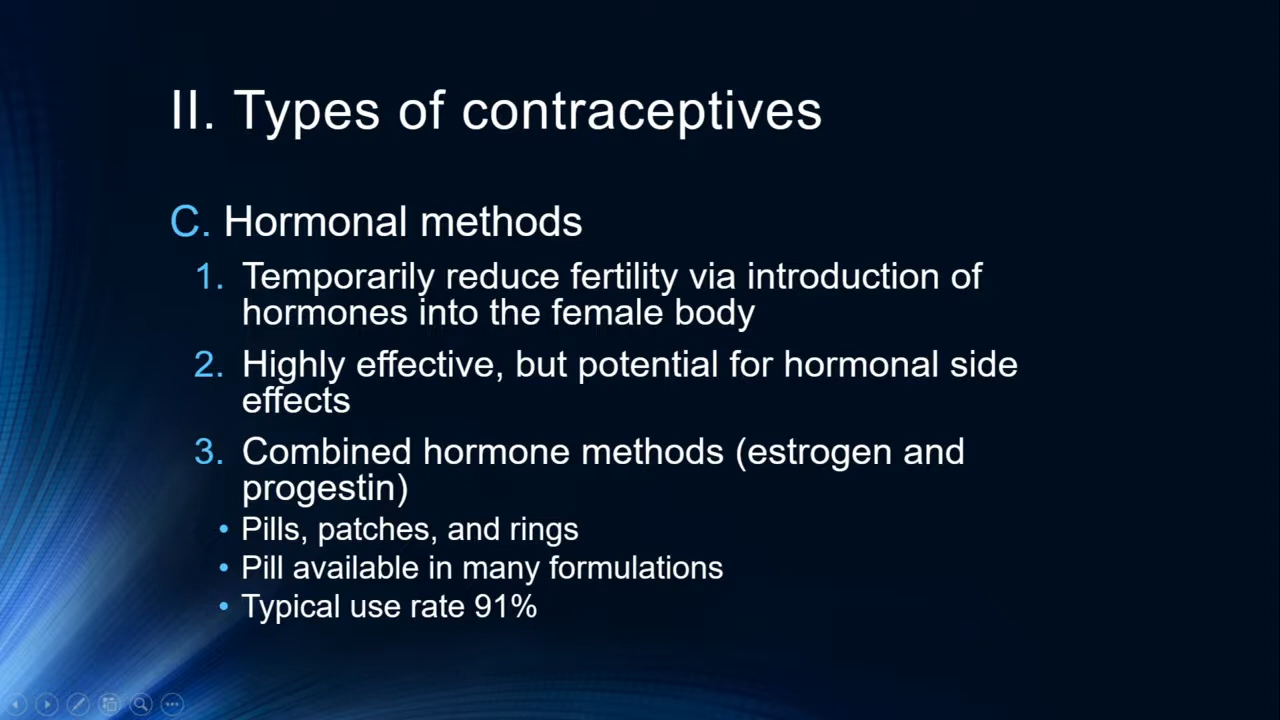 II. Types of contraceptives
C. Hormonal methods
1. Temporarily reduce fertility via introduction of
hormones into the female body
2. Highly effective, but potential for hormonal side
effects
3. Combined hormone methods (estrogen and
progestin)
• Pills, patches, and rings
• Pill available in many formulations
• Typical use rate 91%